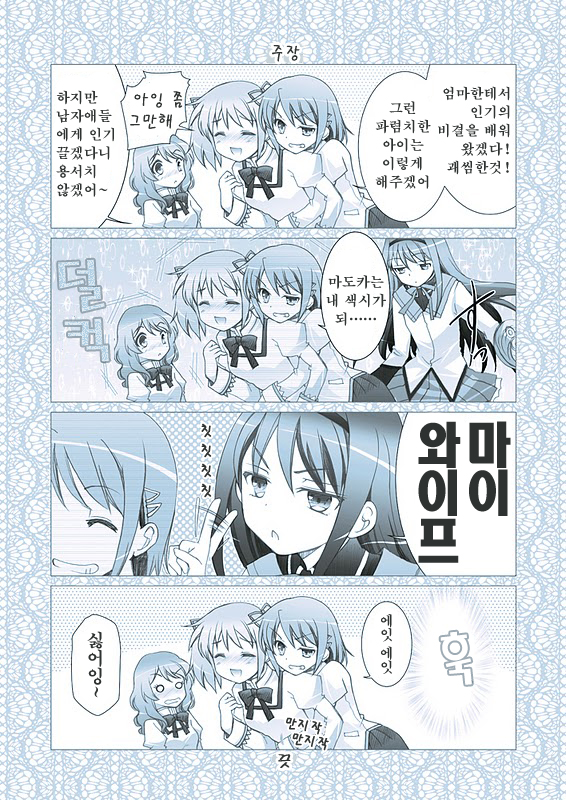 주장
엄마한테서
인기의
비결을 배워
왔겠다!
괘씸한것!
그런
파렴치한
아이는
이렇게
해주겠어
아잉 쫌
그만해
하지만
남자애들
에게 인기
끌겠다니
용서치
않겠어~
덜컥
마도카는
내 색시가
되……
슥
칫칫칫칫
마이
와이프
훅
에잇 에잇
만지작
만지작
싫어잉~
끗